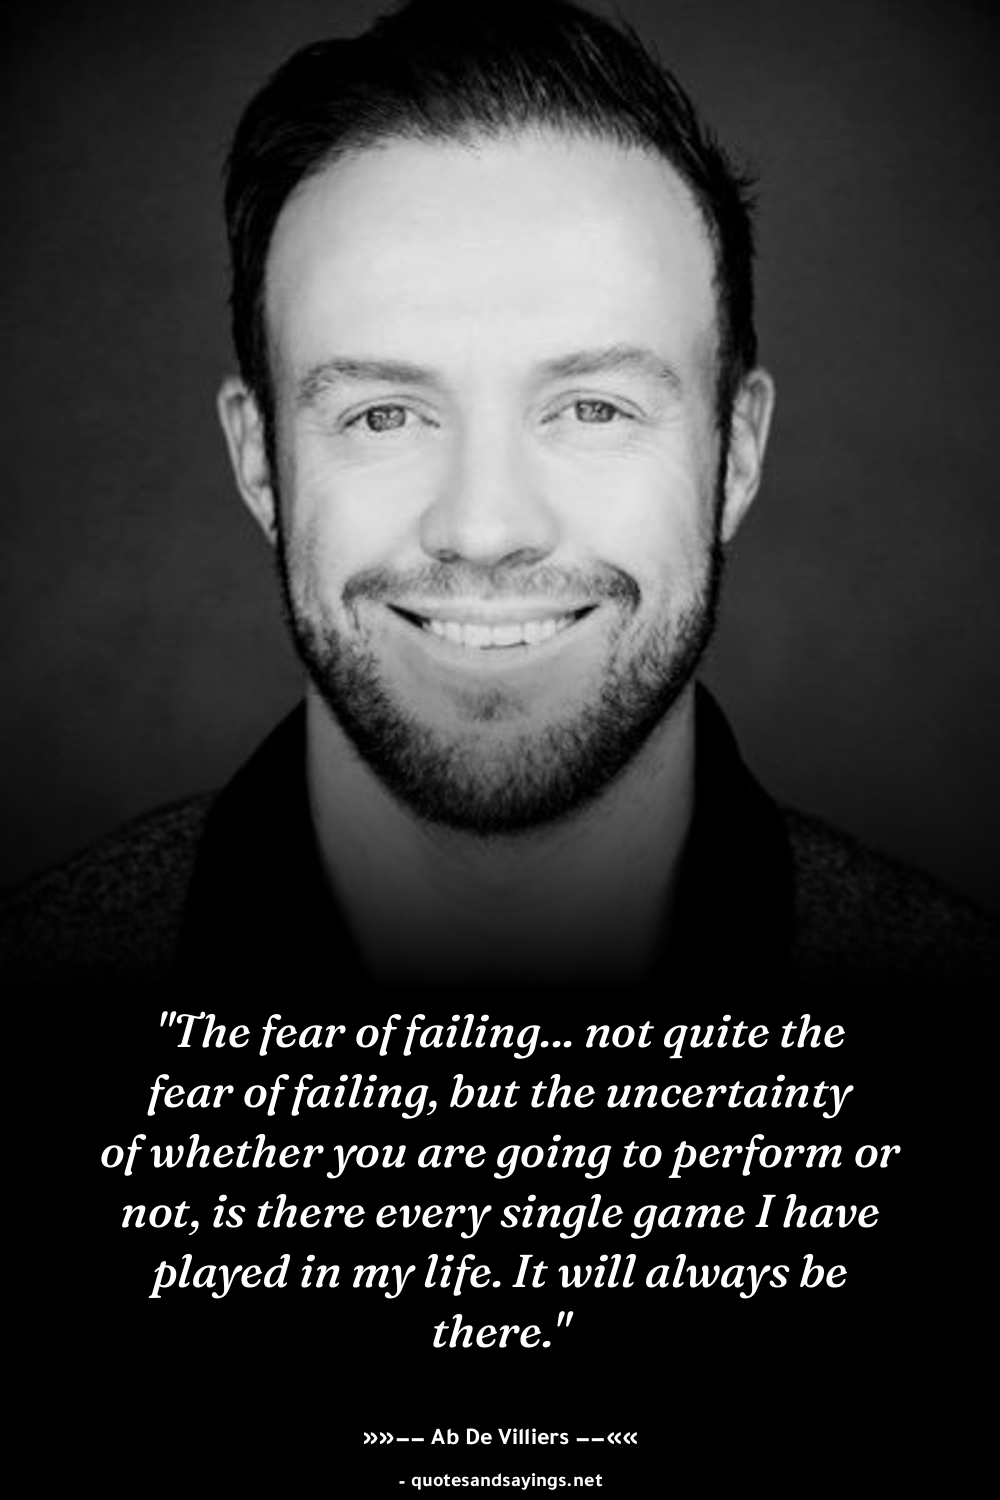 "The fear of failing... not quite the
fear of failing, but the uncertainty
of whether you are going to perform or
not, is there every single game I have
played in my life. It will always be
there."
»»–– Ab De Villiers ––««
- quotesandsayings.net